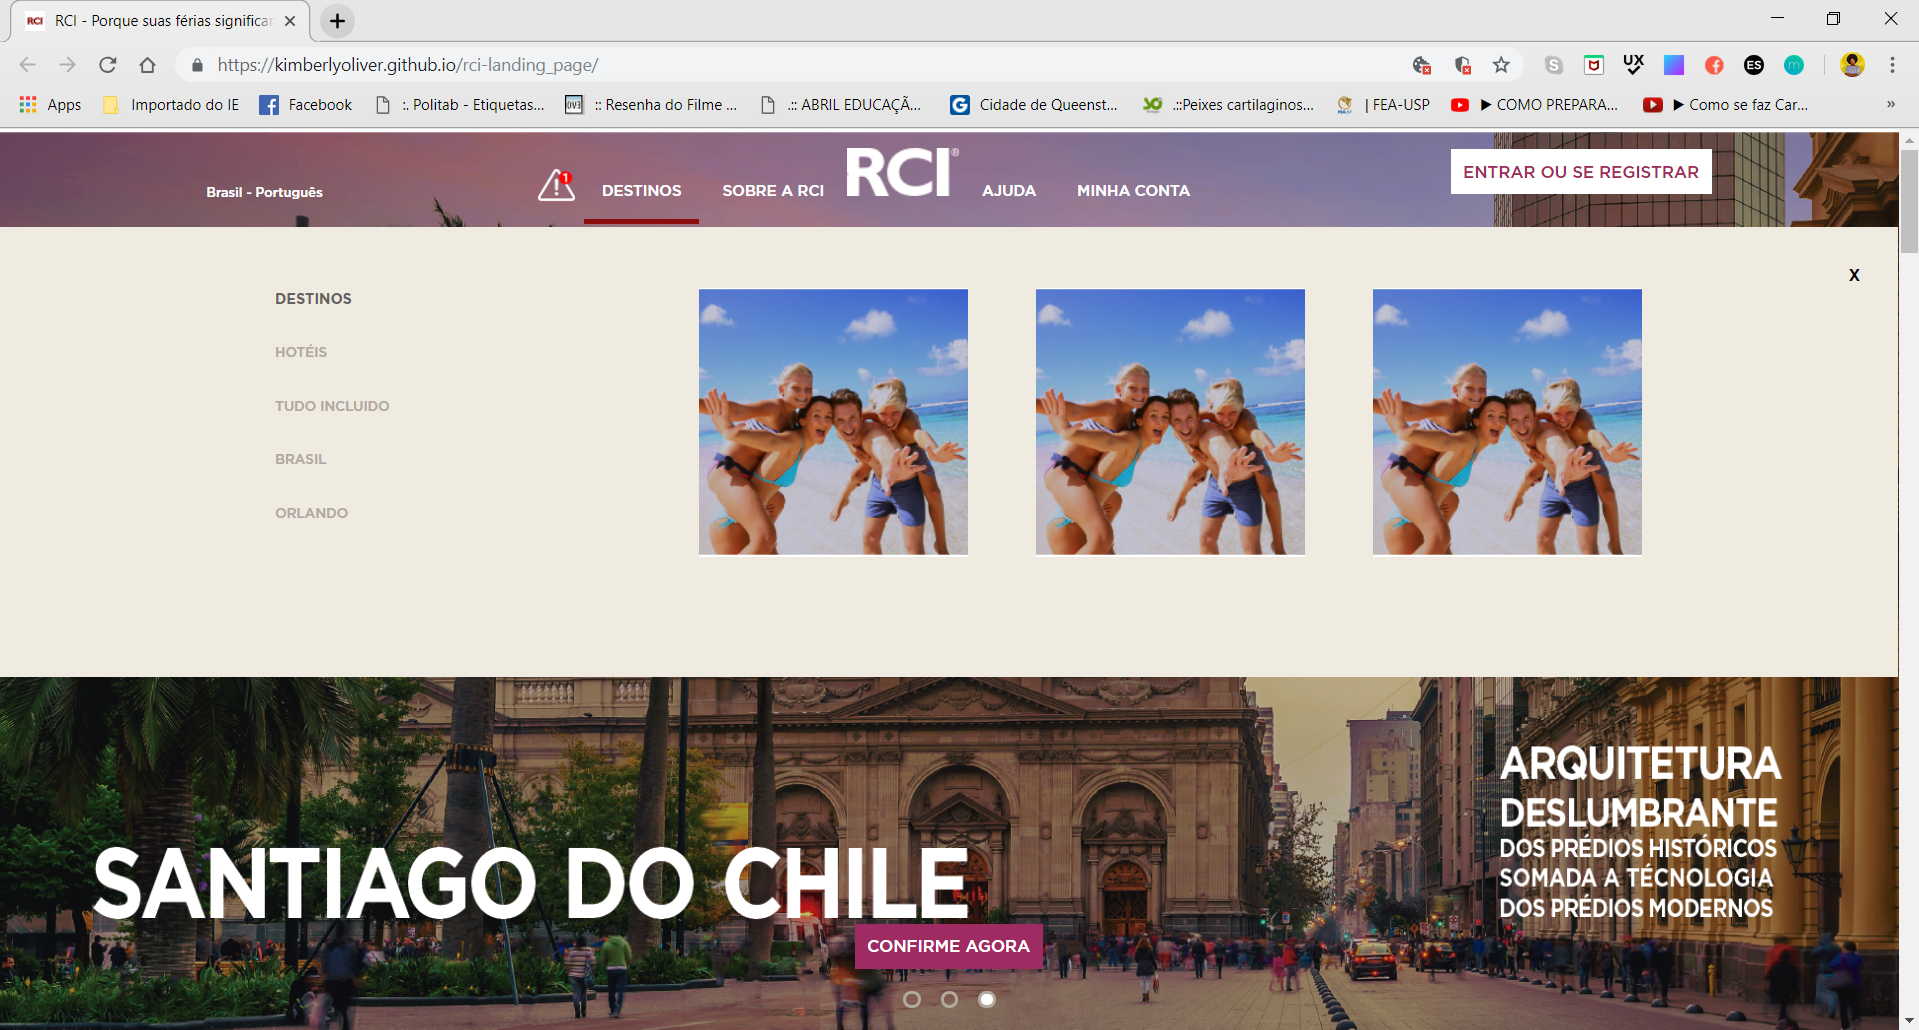 RCI RCI - Porque suas férias significar
https://kimberlyoliver.github.io/rci-landing_page/
S UX f ES m
Apps Importado do IE Facebook :. Politab - Etiquetas... :: Resenha do Filme ... .:: ABRIL EDUCAÇÃ... Cidade de Queenst... .::Peixes cartilaginos... | FEA-USP ▶ COMO PREPARA... ▶ Como se faz Car... »
Brasil - Português 1 DESTINOS SOBRE A RCI RCI® AJUDA MINHA CONTA ENTRAR OU SE REGISTRAR
X
DESTINOS
HOTÉIS
TUDO INCLUIDO
BRASIL
ORLANDO
SANTIAGO DO CHILE
ARQUITETURA
DESLUMBRANTE
DOS PRÉDIOS HISTÓRICOS
SOMADA A TÉCNOLOGIA
DOS PRÉDIOS MODERNOS
CONFIRME AGORA